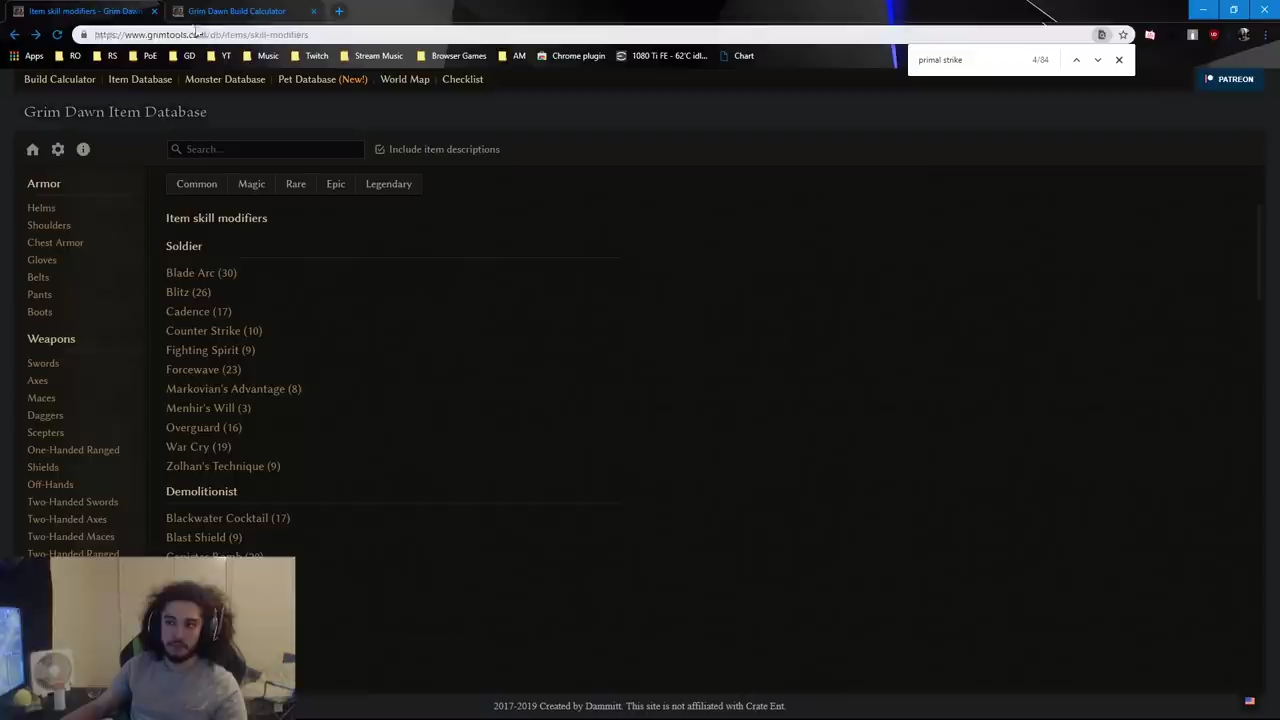 Item skill modifiers - Grim Dawn
Grim Dawn Build Calculator
https://www.grimtools.com/db/items/skill-modifiers
Apps RO RS PoE GD YT Music Twitch Stream Music Browser Games AM Chrome plugin 1080 Ti FE - 62°C idl... Chart
primal strike 4/84
Build Calculator Item Database Monster Database Pet Database (New!) World Map Checklist
PATREON
Grim Dawn Item Database
Search...
Include item descriptions
Common Magic Rare Epic Legendary
Armor
Helms
Shoulders
Chest Armor
Gloves
Belts
Pants
Boots
Weapons
Swords
Axes
Maces
Daggers
Scepters
One-Handed Ranged
Shields
Off-Hands
Two-Handed Swords
Two-Handed Axes
Two-Handed Maces
Two-Handed Ranged
Item skill modifiers
Soldier
Blade Arc (30)
Blitz (26)
Cadence (17)
Counter Strike (10)
Fighting Spirit (9)
Forcewave (23)
Markovian's Advantage (8)
Menhir's Will (3)
Overguard (16)
War Cry (19)
Zolhan's Technique (9)
Demolitionist
Blackwater Cocktail (17)
Blast Shield (9)
2017-2019 Created by Dammitt. This site is not affiliated with Crate Ent.